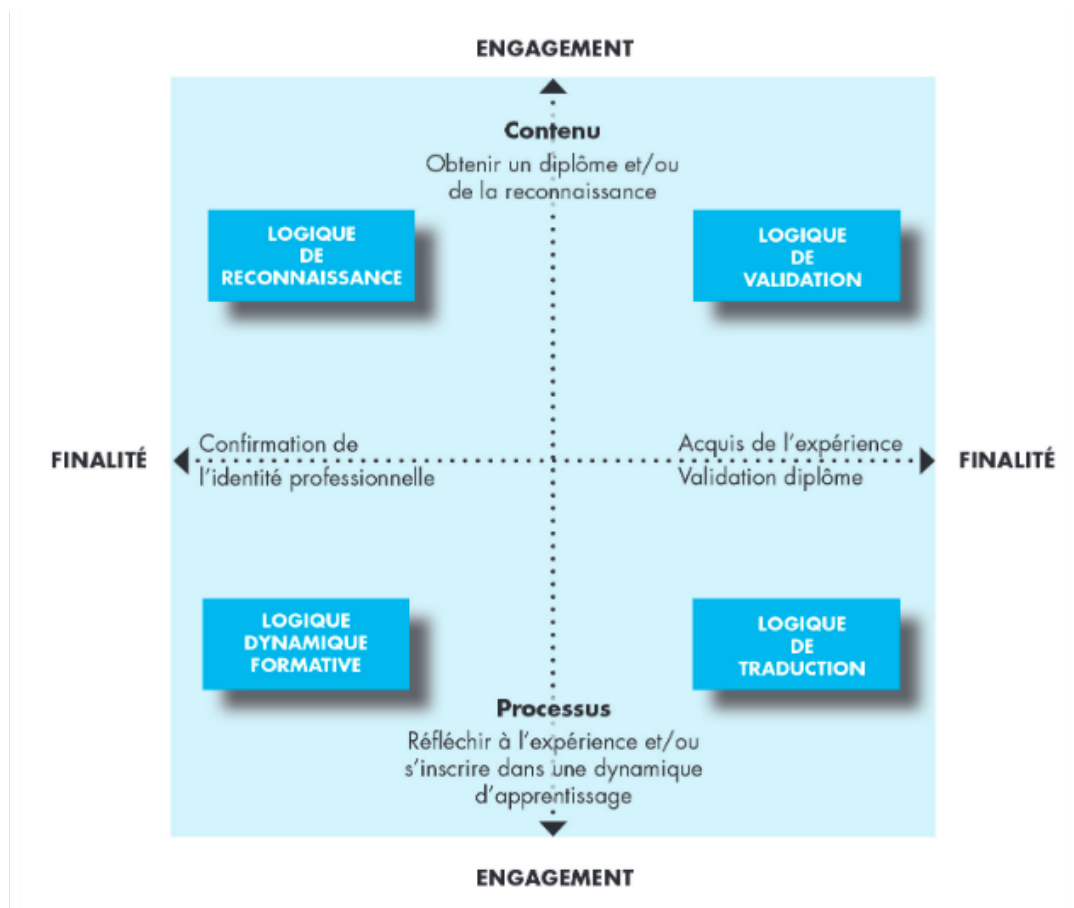 ENGAGEMENT
Contenu
Obtenir un diplôme et/ou
de la reconnaissance
LOGIQUE
DE
RECONNAISSANCE
LOGIQUE
DE
VALIDATION
FINALITÉ
Confirmation de
l'identité professionnelle
Acquis de l'expérience
Validation diplôme
FINALITÉ
LOGIQUE
DYNAMIQUE
FORMATIVE
LOGIQUE
DE
TRADUCTION
Processus
Réfléchir à l'expérience et/ou
s'inscrire dans une dynamique
d'apprentissage
ENGAGEMENT